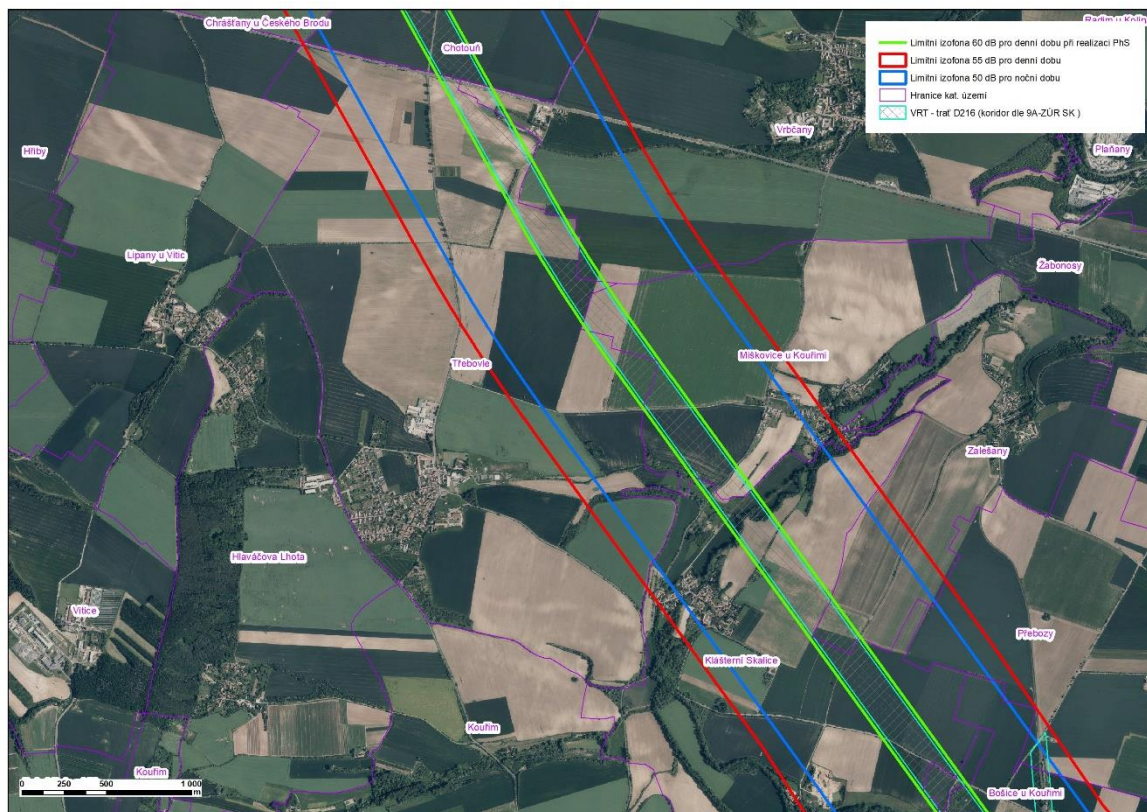 Chrášťany u Českého Brodu
Chotouň
Radim u Kolín
Limitní izofona 60 dB pro denní dobu při realizaci PhS
Limitní izofona 55 dB pro denní dobu
Limitní izofona 50 dB pro noční dobu
Hranice kat. území
VRT - trať D216 (koridor dle 9A-ZÚR SK )
Vrbčany
Hřiby
Plaňany
Lipany u Vitic
Žabonosy
Třebovle
Miškovice u Kouřimi
Zalešany
Hlaváčova Lhota
Vitice
Přebozy
Klášterní Skalice
Kouřim
Kouřim
Bošice u Kouřimi
0 250 500 1 000
m